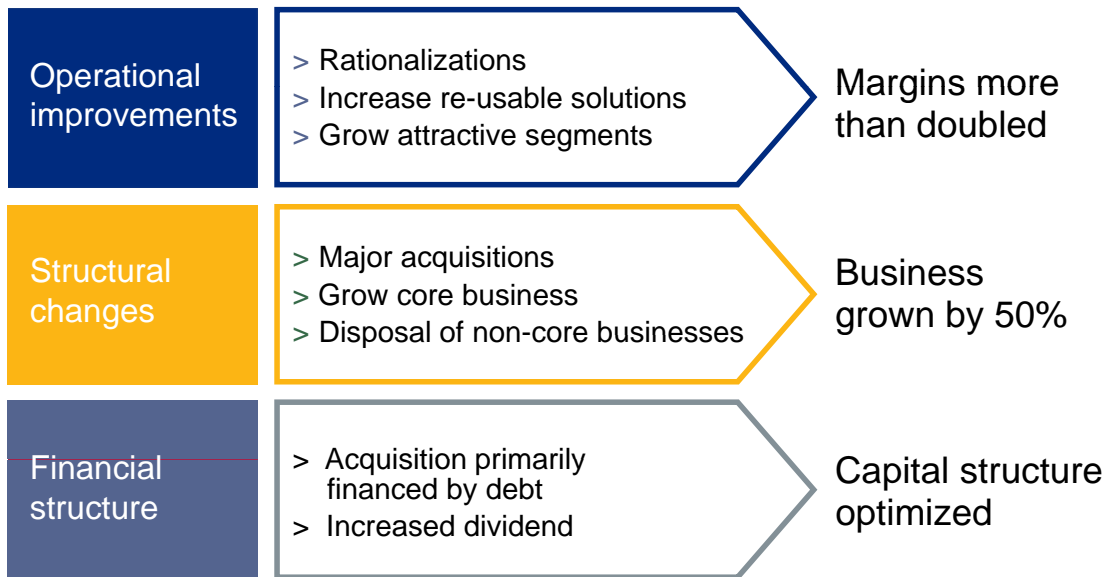 Operational
improvements
> Rationalizations
> Increase re-usable solutions
> Grow attractive segments
Margins more
than doubled
Structural
changes
> Major acquisitions
> Grow core business
> Disposal of non-core businesses
Business
grown by 50%
Financial
structure
> Acquisition primarily
financed by debt
> Increased dividend
Capital structure
optimized